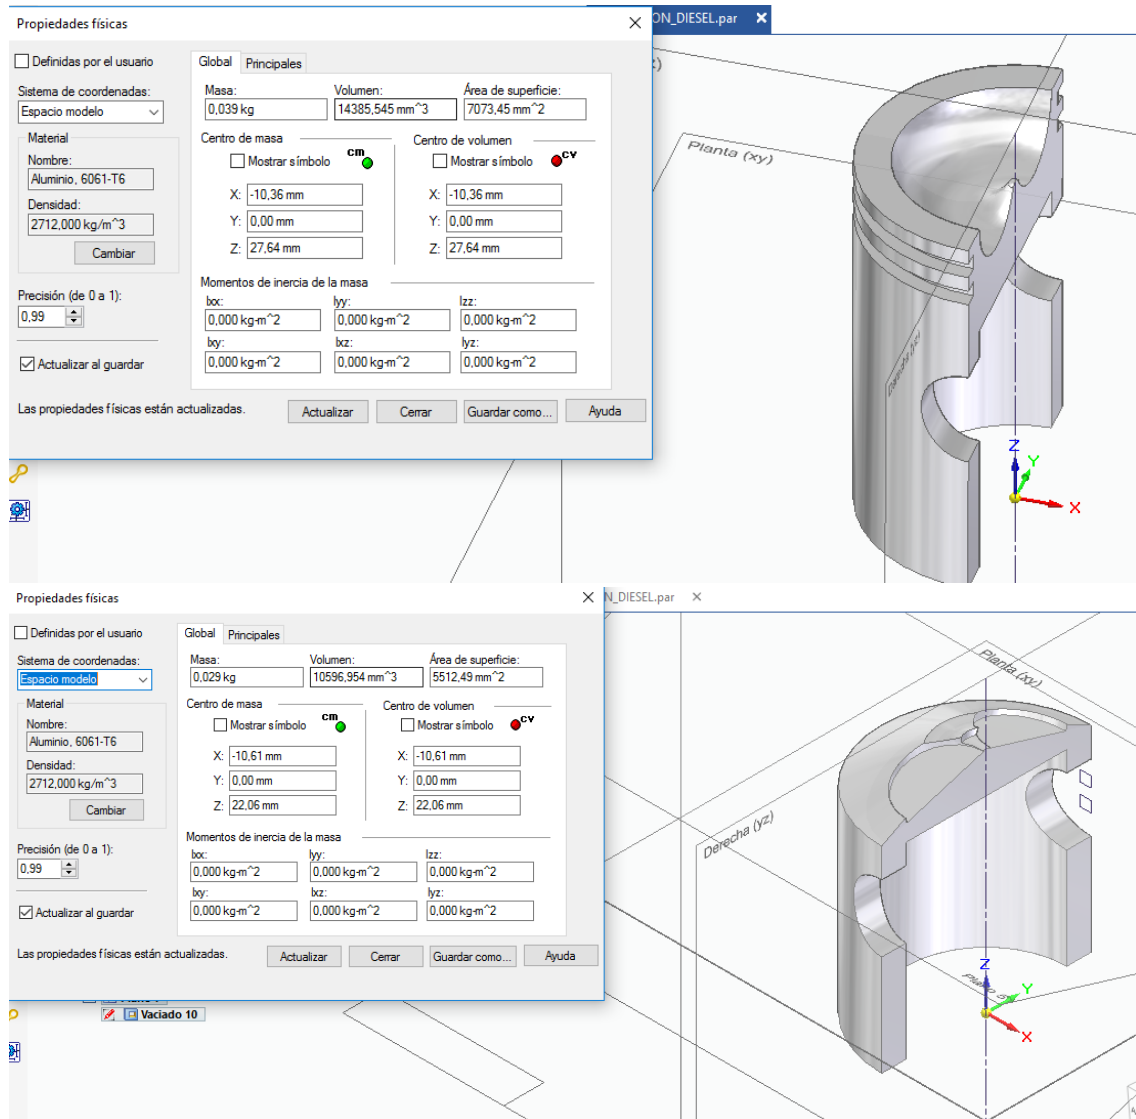 Propiedades físicas
ON_DIESEL.par
Definidas por el usuario
Sistema de coordenadas:
Espacio modelo
Material
Nombre:
Aluminio, 6061-T6
Densidad:
2712,000 kg/m^3
Cambiar
Precisión (de 0 a 1):
0,99
Actualizar al guardar
Las propiedades físicas están actualizadas.
Global Principales
Masa: Volumen: Área de superficie:
0,039 kg 14385,545 mm^3 7073,45 mm^2
Centro de masa Centro de volumen
Mostrar símbolo cm Mostrar símbolo cv
X: -10,36 mm X: -10,36 mm
Y: 0,00 mm Y: 0,00 mm
Z: 27,64 mm Z: 27,64 mm
Momentos de inercia de la masa
Ixx: Iyy: Izz:
0,000 kg-m^2 0,000 kg-m^2 0,000 kg-m^2
Ixy: Ixz: Iyz:
0,000 kg-m^2 0,000 kg-m^2 0,000 kg-m^2
Actualizar Cerrar Guardar como... Ayuda
Planta (xy)
Derecha (yz)
Z
Y
X
Propiedades físicas
N_DIESEL.par
Definidas por el usuario
Sistema de coordenadas:
Espacio modelo
Material
Nombre:
Aluminio, 6061-T6
Densidad:
2712,000 kg/m^3
Cambiar
Precisión (de 0 a 1):
0,99
Actualizar al guardar
Las propiedades físicas están actualizadas.
Global Principales
Masa: Volumen: Área de superficie:
0,029 kg 10596,954 mm^3 5512,49 mm^2
Centro de masa Centro de volumen
Mostrar símbolo cm Mostrar símbolo cv
X: -10,61 mm X: -10,61 mm
Y: 0,00 mm Y: 0,00 mm
Z: 22,06 mm Z: 22,06 mm
Momentos de inercia de la masa
Ixx: Iyy: Izz:
0,000 kg-m^2 0,000 kg-m^2 0,000 kg-m^2
Ixy: Ixz: Iyz:
0,000 kg-m^2 0,000 kg-m^2 0,000 kg-m^2
Actualizar Cerrar Guardar como... Ayuda
Vaciado 10
Planta (xy)
Derecha (yz)
Z
Y
X